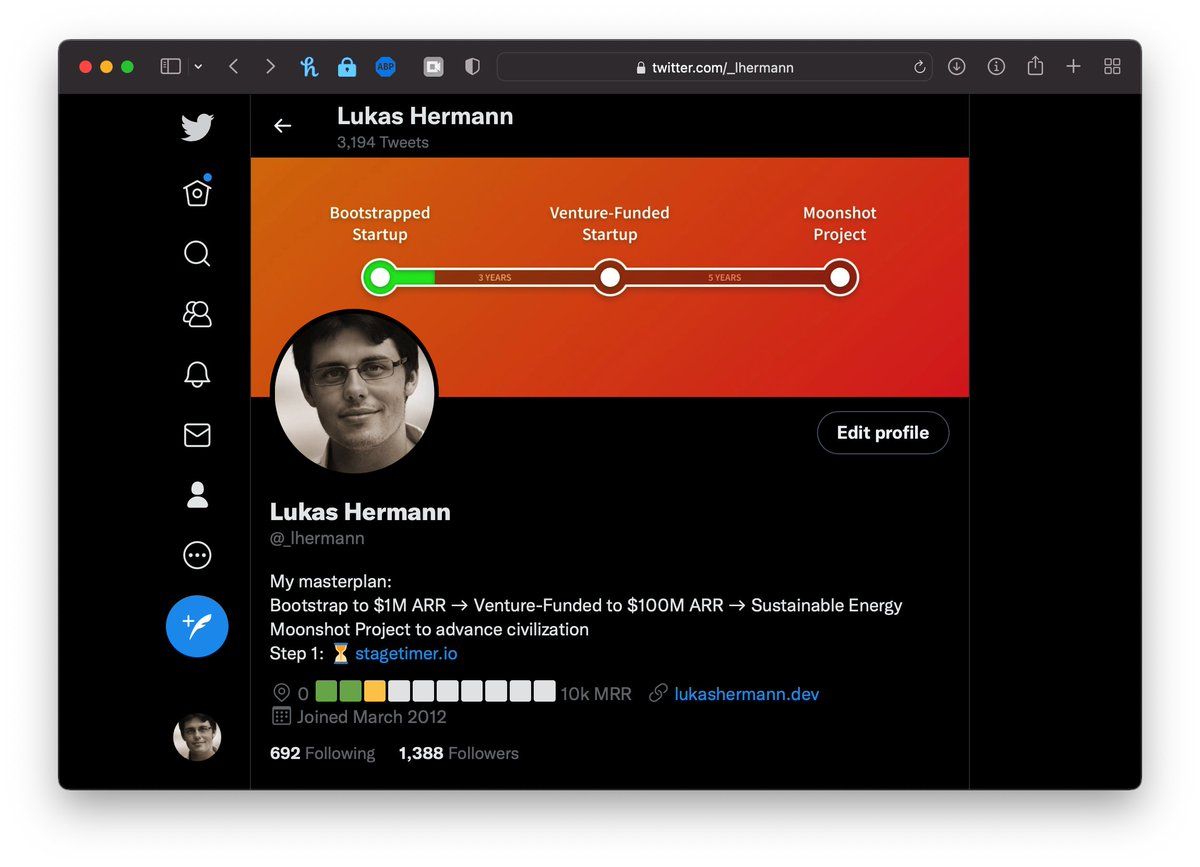 ABP
twitter.com/_lhermann
Lukas Hermann
3,194 Tweets
Bootstrapped
Startup
Venture-Funded
Startup
Moonshot
Project
3 YEARS
5 YEARS
Edit profile
Lukas Hermann
@_lhermann
My masterplan:
Bootstrap to $1M ARR → Venture-Funded to $100M ARR → Sustainable Energy
Moonshot Project to advance civilization
Step 1: ⏳ stagetimer.io
0 🟩🟩🟨⬜⬜⬜⬜⬜⬜⬜ 10k MRR lukashermann.dev
Joined March 2012
692 Following 1,388 Followers